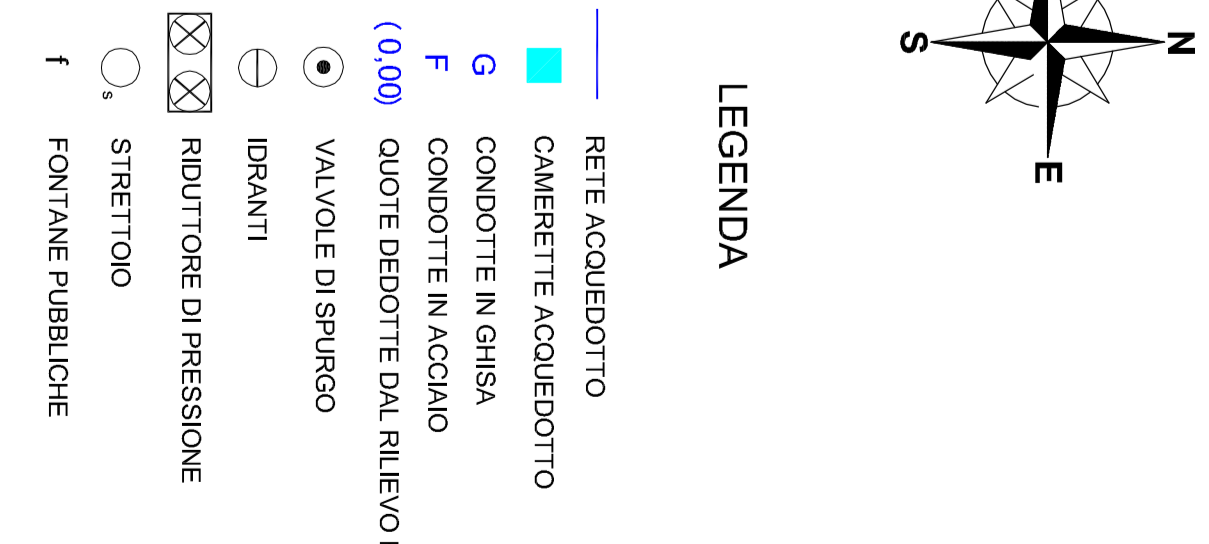 N
S
E
LEGENDA
RETE ACQUEDOTTO
CAMERETTE ACQUEDOTTO
G CONDOTTE IN GHISA
F CONDOTTE IN ACCIAIO
( 0,00) QUOTE DEDOTTE DAL RILIEVO
VALVOLE DI SPURGO
IDRANTI
RIDUTTORE DI PRESSIONE
s STRETTOIO
f FONTANE PUBBLICHE